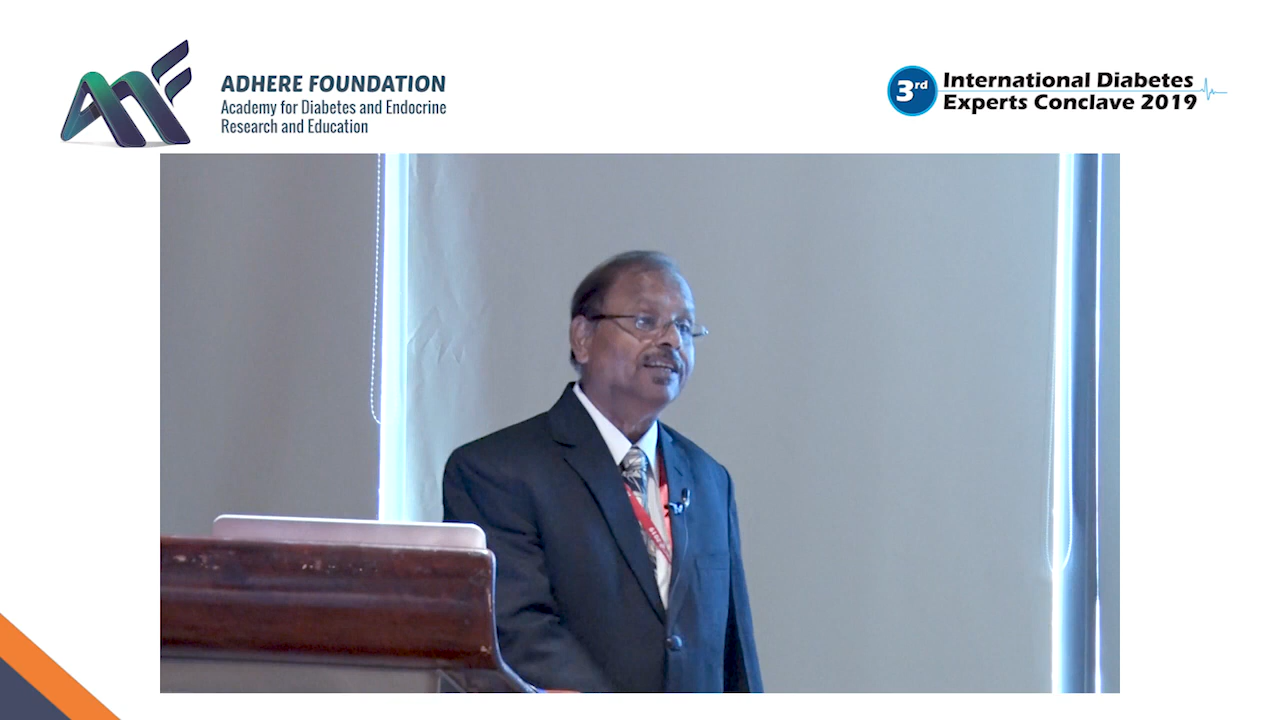 ADHERE FOUNDATION
Academy for Diabetes and Endocrine
Research and Education
3rd
International Diabetes
Experts Conclave 2019